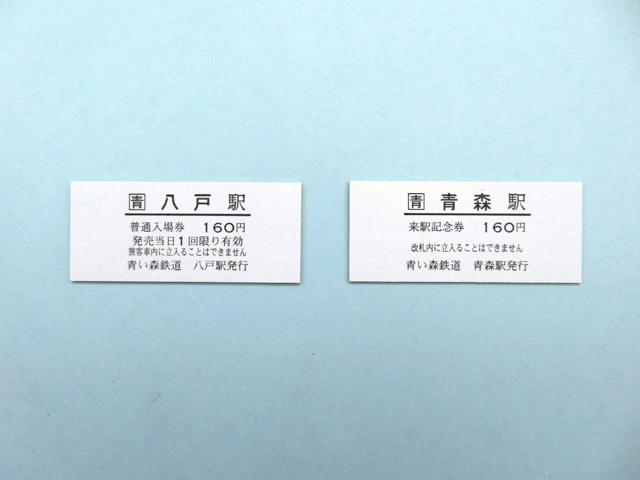 青 八戸駅
普通入場券 160円
発売当日1回限り有効
旅客車内に立入ることはできません
青い森鉄道 八戸駅発行
青 青森駅
来駅記念券 160円
改札内に立入ることはできません
青い森鉄道 青森駅発行